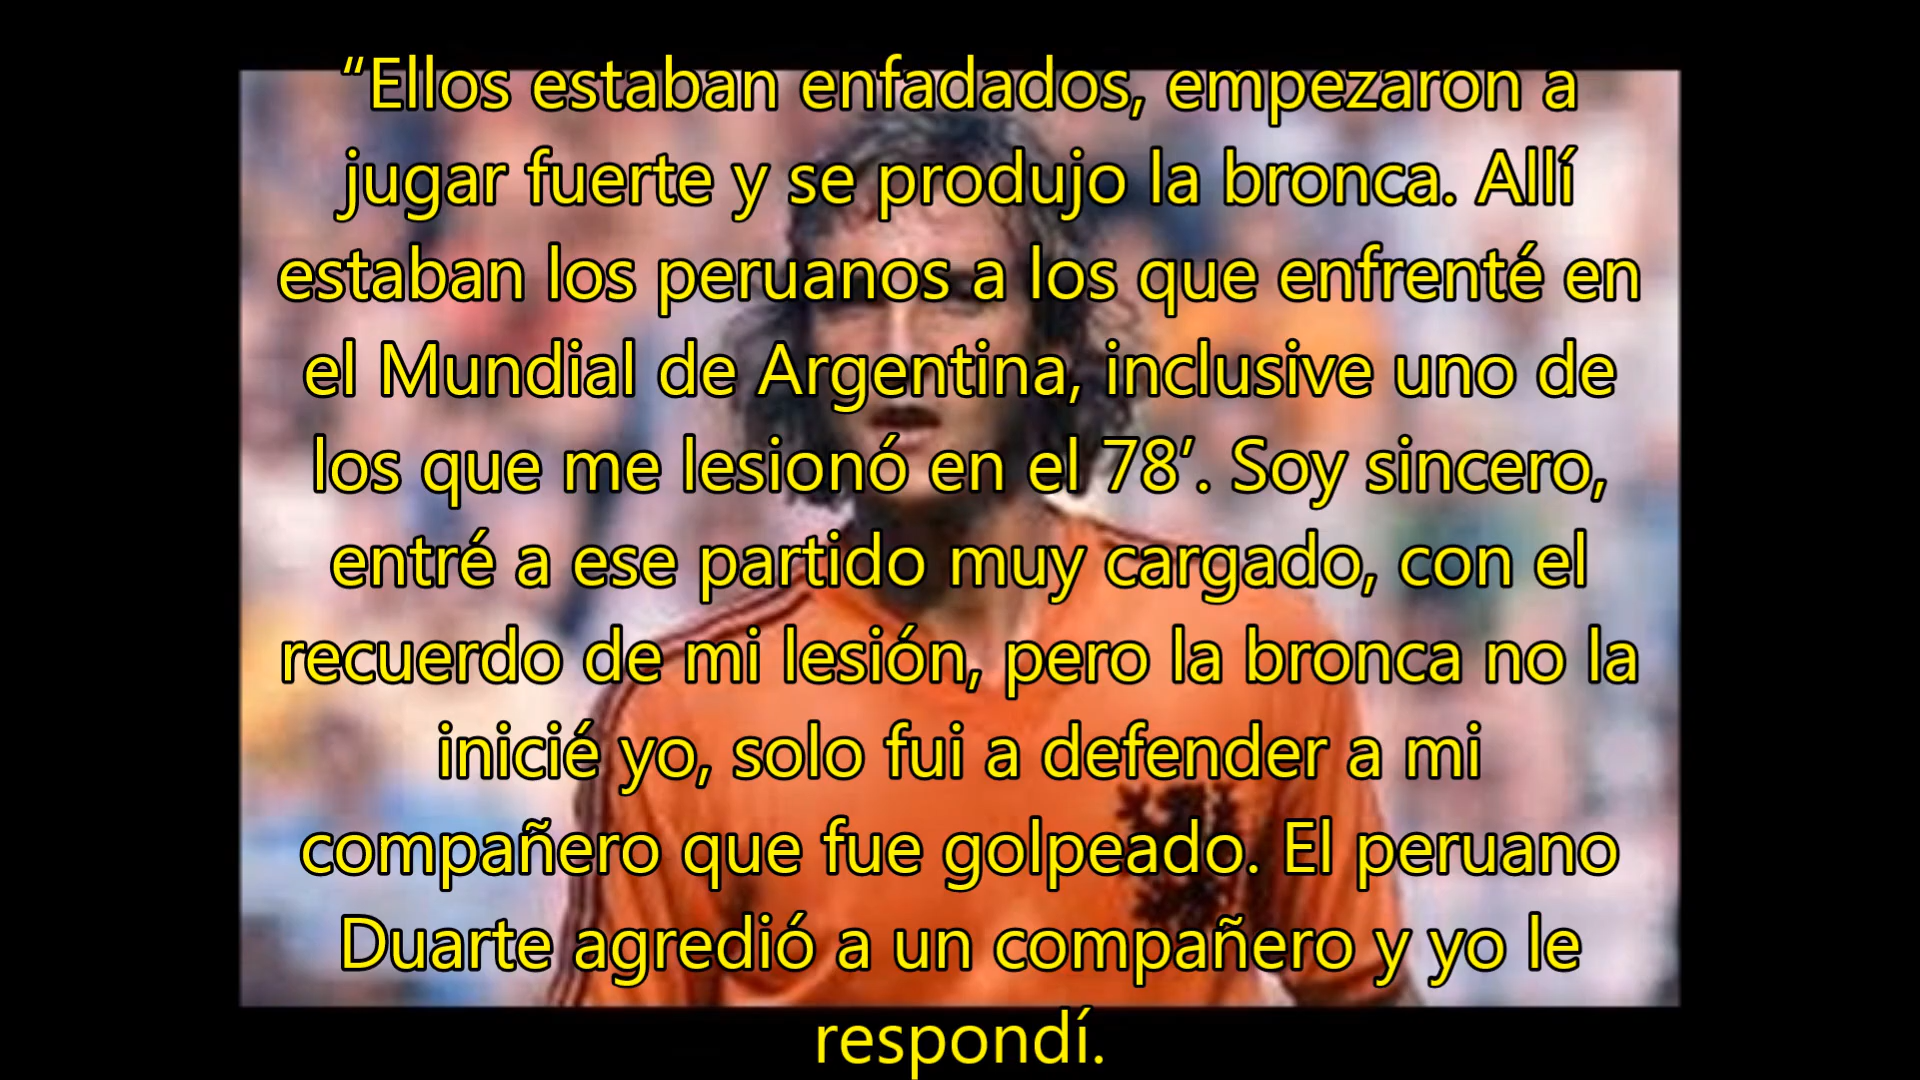 “Ellos estaban enfadados, empezaron a
jugar fuerte y se produjo la bronca. Allí
estaban los peruanos a los que enfrenté en
el Mundial de Argentina, inclusive uno de
los que me lesionó en el 78’. Soy sincero,
entré a ese partido muy cargado, con el
recuerdo de mi lesión, pero la bronca no la
inicié yo, solo fui a defender a mi
compañero que fue golpeado. El peruano
Duarte agredió a un compañero y yo le
respondí.